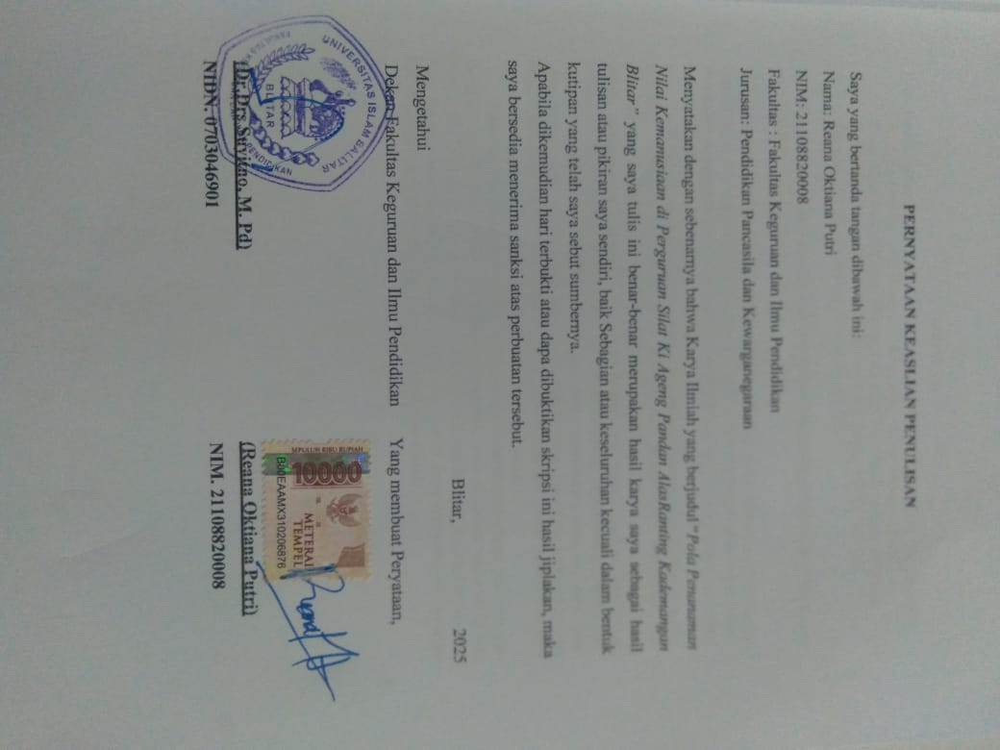 PERNYATAAN KEASLIAN PENULISAN
Saya yang bertanda tangan dibawah ini:
Nama: Reana Oktiana Putri
NIM: 21108820008
Fakultas : Fakultas Keguruan dan Ilmu Pendidikan
Jurusan: Pendidikan Pancasila dan Kewarganegaraan
Menyatakan dengan sebenarnya bahwa Karya Ilmiah yang berjudul "Pola Penanaman
Nilai Kemanusiaan di Perguruan Silat Ki Ageng Pandan AlasRanting Kademangan
Blitar" yang saya tulis ini benar-benar merupakan hasil karya saya sebagai hasil
tulisan atau pikiran saya sendiri, baik Sebagian atau keseluruhan kecuali dalam bentuk
kutipan yang telah saya sebut sumbernya.
Apabila dikemudian hari terbukti atau dapa dibuktikan skripsi ini hasil jiplakan, maka
saya bersedia menerima sanksi atas perbuatan tersebut.
Blitar, 2025
Mengetahui
Dekan Fakultas Keguruan dan Ilmu Pendidikan Yang membuat Peryataan,
UNIVERSITAS ISLAM BALITAR
BLITAR
PENDIDIKAN
SEPULUH RIBU RUPIAH
10000
METERAI
TEMPEL
B80EAAMX310206876
(Dr. Drs Suyitno, M. Pd) (Reana Oktiana Putri)
NIDN. 0703046901 NIM. 21108820008